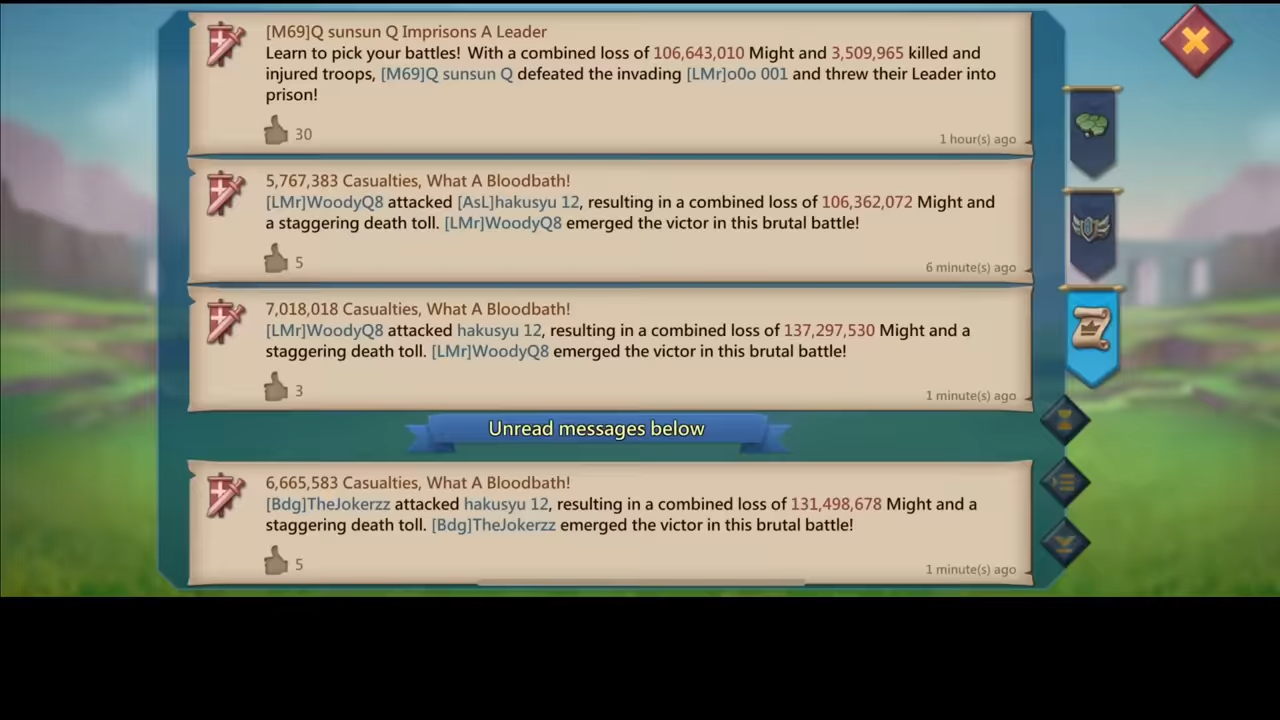 [M69]Q sunsun Q Imprisons A Leader
Learn to pick your battles! With a combined loss of 106,643,010 Might and 3,509,965 killed and
injured troops, [M69]Q sunsun Q defeated the invading [LMr]o0o 001 and threw their Leader into
prison!
30
1 hour(s) ago
5,767,383 Casualties, What A Bloodbath!
[LMr]WoodyQ8 attacked [AsL]hakusyu 12, resulting in a combined loss of 106,362,072 Might and
a staggering death toll. [LMr]WoodyQ8 emerged the victor in this brutal battle!
5
6 minute(s) ago
7,018,018 Casualties, What A Bloodbath!
[LMr]WoodyQ8 attacked hakusyu 12, resulting in a combined loss of 137,297,530 Might and a
staggering death toll. [LMr]WoodyQ8 emerged the victor in this brutal battle!
3
1 minute(s) ago
Unread messages below
6,665,583 Casualties, What A Bloodbath!
[Bdg]TheJokerzz attacked hakusyu 12, resulting in a combined loss of 131,498,678 Might and a
staggering death toll. [Bdg]TheJokerzz emerged the victor in this brutal battle!
5
1 minute(s) ago